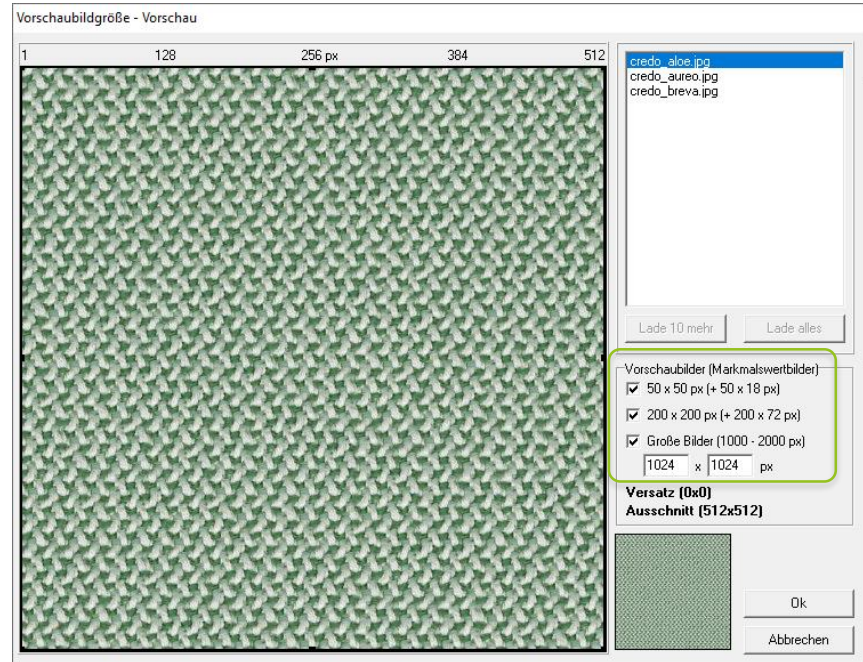 Vorschaubildgröße - Vorschau
1 128 256 px 384 512
credo_aloe.jpg
credo_aureo.jpg
credo_breva.jpg
Lade 10 mehr Lade alles
Vorschaubilder (Markmalswertbilder)
50 x 50 px (+ 50 x 18 px)
200 x 200 px (+ 200 x 72 px)
Große Bilder (1000 - 2000 px)
1024 x 1024 px
Versatz (0x0)
Ausschnitt (512x512)
Ok
Abbrechen